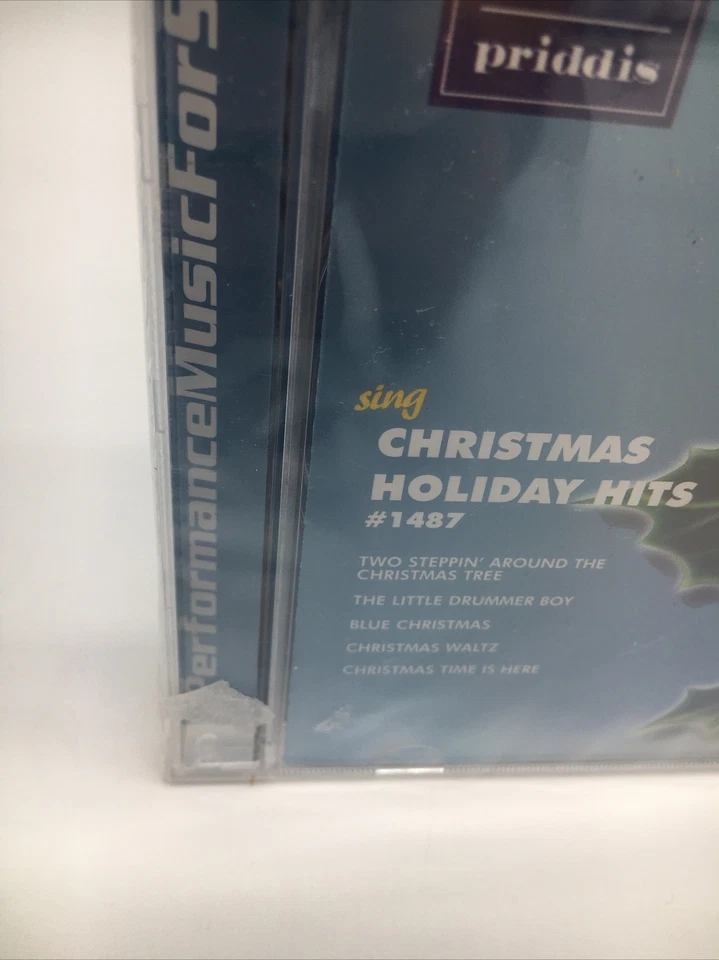 priddis
PerformanceMusicForS
sing
CHRISTMAS
HOLIDAY HITS
#1487
TWO STEPPIN' AROUND THE
CHRISTMAS TREE
THE LITTLE DRUMMER BOY
BLUE CHRISTMAS
CHRISTMAS WALTZ
CHRISTMAS TIME IS HERE